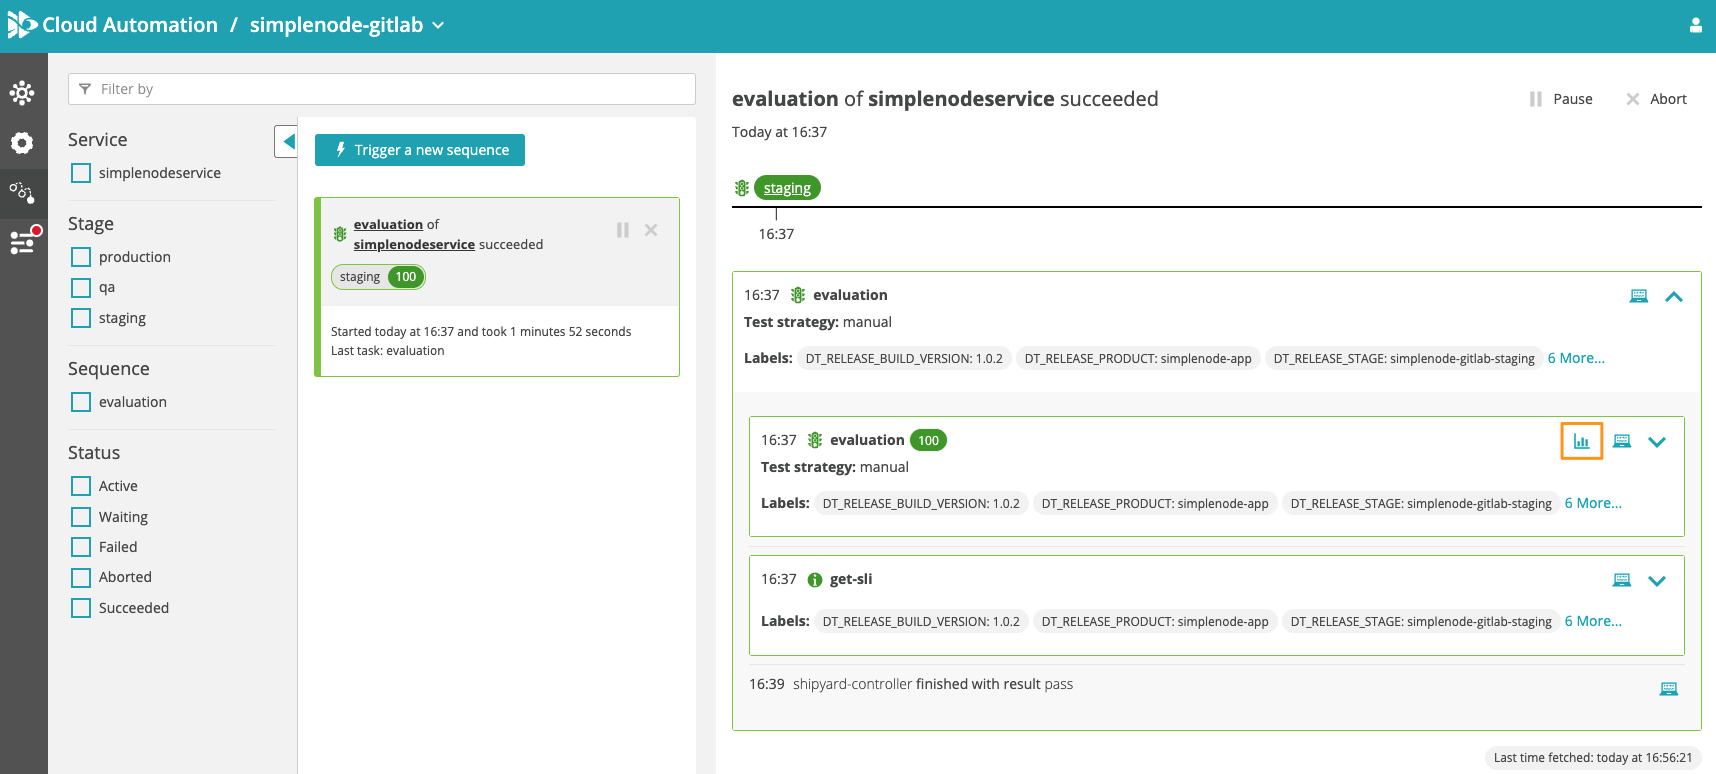 Cloud Automation / simplenode-gitlab
Filter by
Service
simplenodeservice
Stage
production
qa
staging
Sequence
evaluation
Status
Active
Waiting
Failed
Aborted
Succeeded
Trigger a new sequence
evaluation of
simplenodeservice succeeded
staging 100
Started today at 16:37 and took 1 minutes 52 seconds
Last task: evaluation
evaluation of simplenodeservice succeeded
Pause
Abort
Today at 16:37
staging
16:37
16:37 evaluation
Test strategy: manual
Labels: DT_RELEASE_BUILD_VERSION: 1.0.2 DT_RELEASE_PRODUCT: simplenode-app DT_RELEASE_STAGE: simplenode-gitlab-staging 6 More...
16:37 evaluation 100
Test strategy: manual
Labels: DT_RELEASE_BUILD_VERSION: 1.0.2 DT_RELEASE_PRODUCT: simplenode-app DT_RELEASE_STAGE: simplenode-gitlab-staging 6 More...
16:37 get-sli
Labels: DT_RELEASE_BUILD_VERSION: 1.0.2 DT_RELEASE_PRODUCT: simplenode-app DT_RELEASE_STAGE: simplenode-gitlab-staging 6 More...
16:39 shipyard-controller finished with result pass
Last time fetched: today at 16:56:21